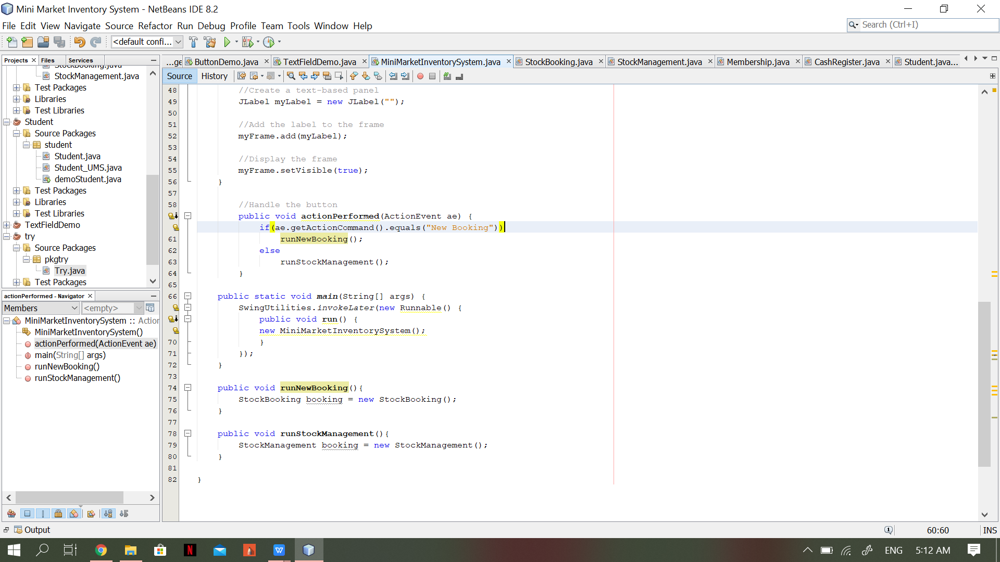 Mini Market Inventory System - NetBeans IDE 8.2
File Edit View Navigate Source Refactor Run Debug Profile Team Tools Window Help
Search (Ctrl+I)
<default confi...
Projects Files Services
...ge ButtonDemo.java TextFieldDemo.java MiniMarketInventorySystem.java StockBooking.java StockManagement.java Membership.java CashRegister.java Student.java...
Source History
StockBooking.java
StockManagement.java
Test Packages
Libraries
Test Libraries
Student
Source Packages
student
Student.java
Student_UMS.java
demoStudent.java
Test Packages
Libraries
Test Libraries
TextFieldDemo
try
Source Packages
pkgtry
Try.java
Test Packages
actionPerformed - Navigator
Members <empty>
MiniMarketInventorySystem :: Action
MiniMarketInventorySystem()
actionPerformed(ActionEvent ae)
main(String[] args)
runNewBooking()
runStockManagement()
48 //Create a text-based panel
49 JLabel myLabel = new JLabel("");
50
51 //Add the label to the frame
52 myFrame.add(myLabel);
53
54 //Display the frame
55 myFrame.setVisible(true);
56 }
57
58 //Handle the button
public void actionPerformed(ActionEvent ae) {
if(ae.getActionCommand().equals("New Booking"))
61 runNewBooking();
62 else
63 runStockManagement();
64 }
65
66 public static void main(String[] args) {
SwingUtilities.invokeLater(new Runnable() {
public void run() {
new MiniMarketInventorySystem();
70 }
71 });
72 }
73
74 public void runNewBooking(){
75 StockBooking booking = new StockBooking();
76 }
77
78 public void runStockManagement(){
79 StockManagement booking = new StockManagement();
80 }
81
82 }
Output
60:60 INS
ENG 5:12 AM